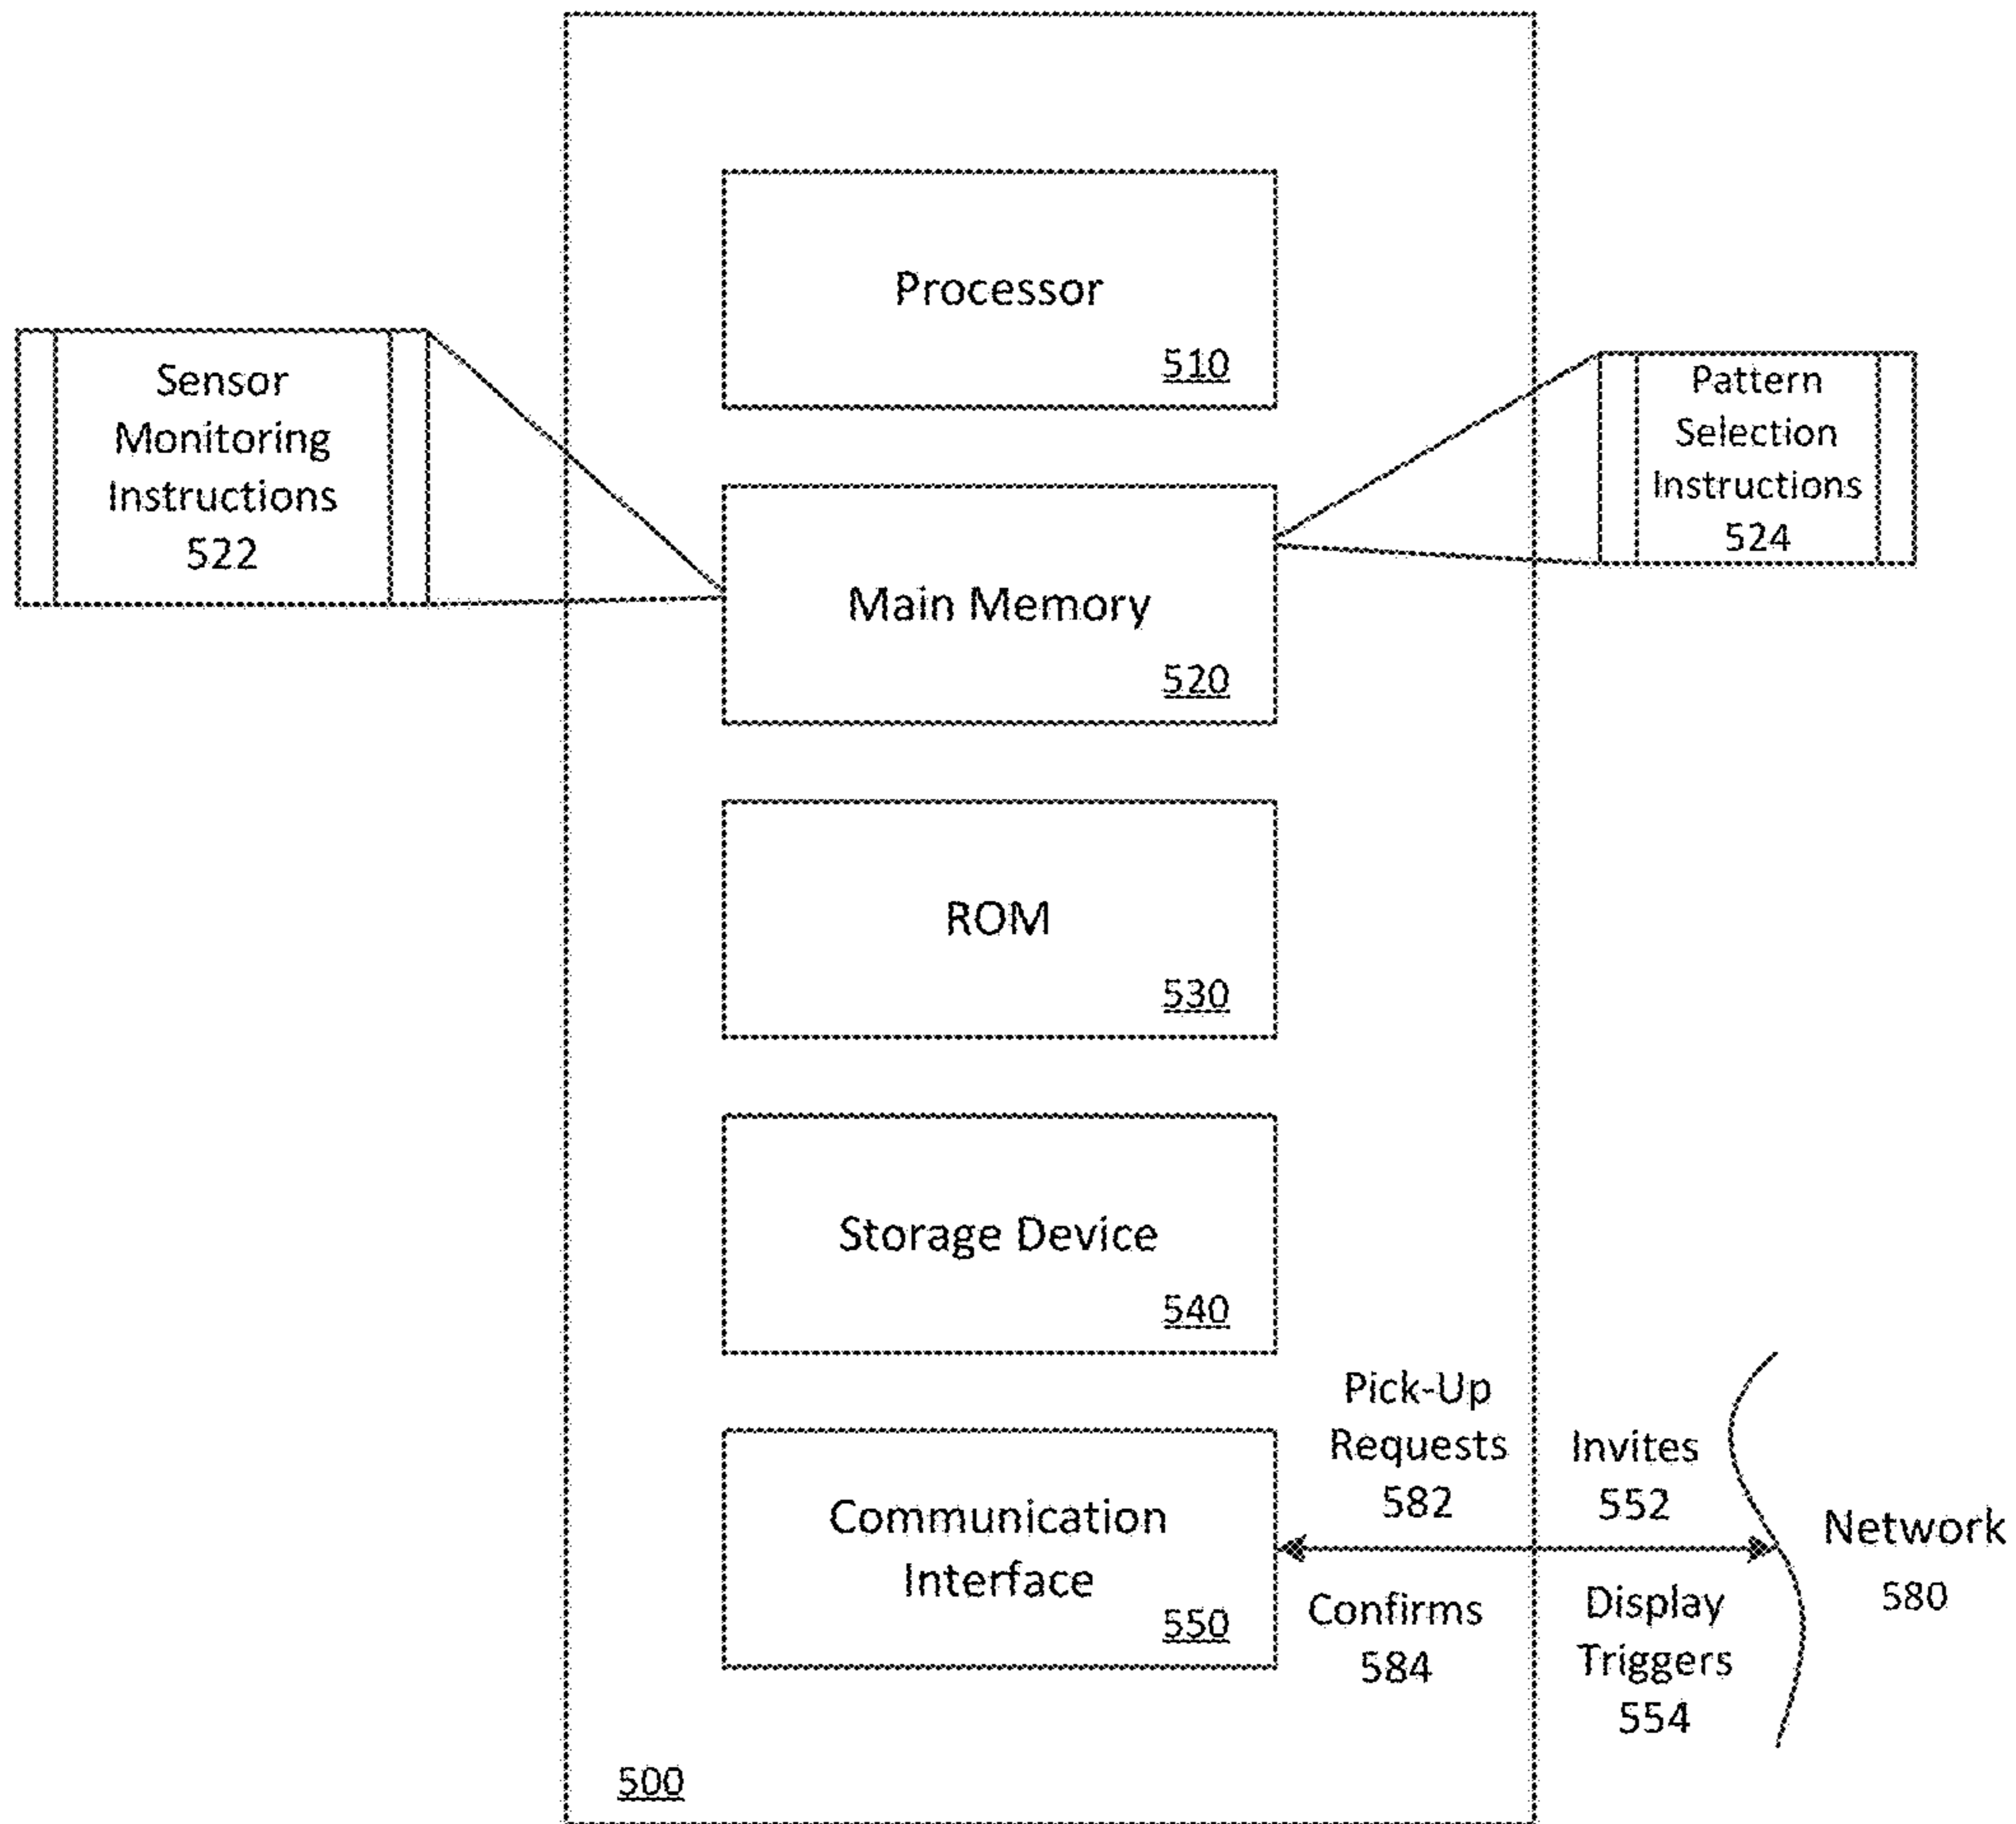 Processor
510
Sensor
Monitoring
Instructions
522
Pattern
Selection
Instructions
524
Main Memory
520
ROM
530
Storage Device
540
Communication
Interface
550
Pick-Up
Requests
582
Confirms
584
Invites
552
Display
Triggers
554
Network
580
500